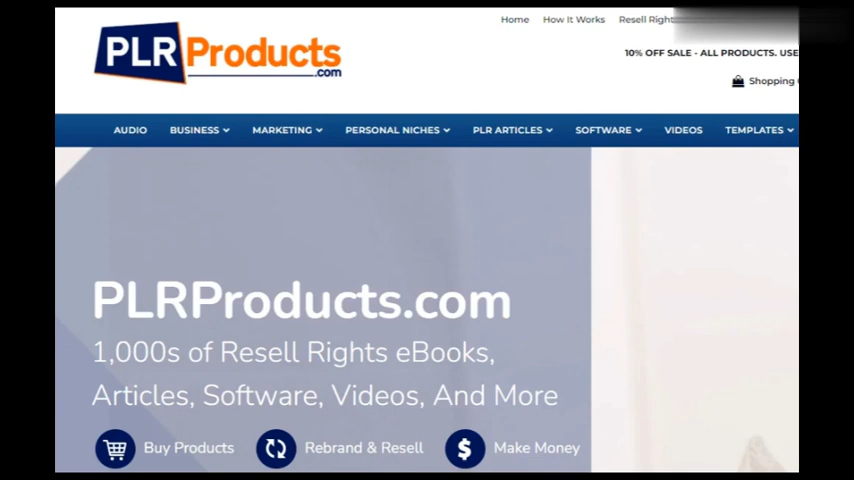 Home How It Works Resell Right
PLRProducts
.com
10% OFF SALE - ALL PRODUCTS. USE
Shopping
AUDIO BUSINESS MARKETING PERSONAL NICHES PLR ARTICLES SOFTWARE VIDEOS TEMPLATES
PLRProducts.com
1,000s of Resell Rights eBooks,
Articles, Software, Videos, And More
Buy Products Rebrand & Resell $ Make Money